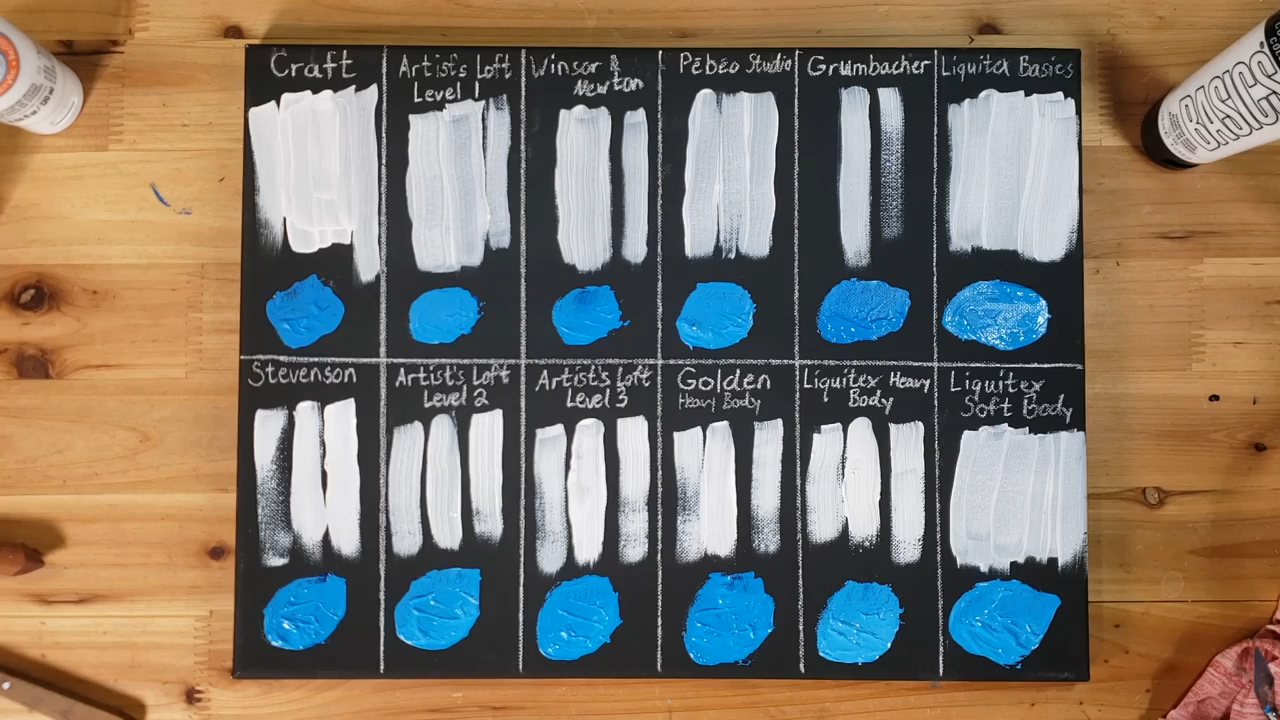 Craft
Artist's Loft
Level 1
Winsor &
Newton
Pēbēo Studio
Grumbacher
Liquitex Basics
Stevenson
Artist's Loft
Level 2
Artist's Loft
Level 3
Golden
Heavy Body
Liquitex Heavy
Body
Liquitex
Soft Body
BASICS